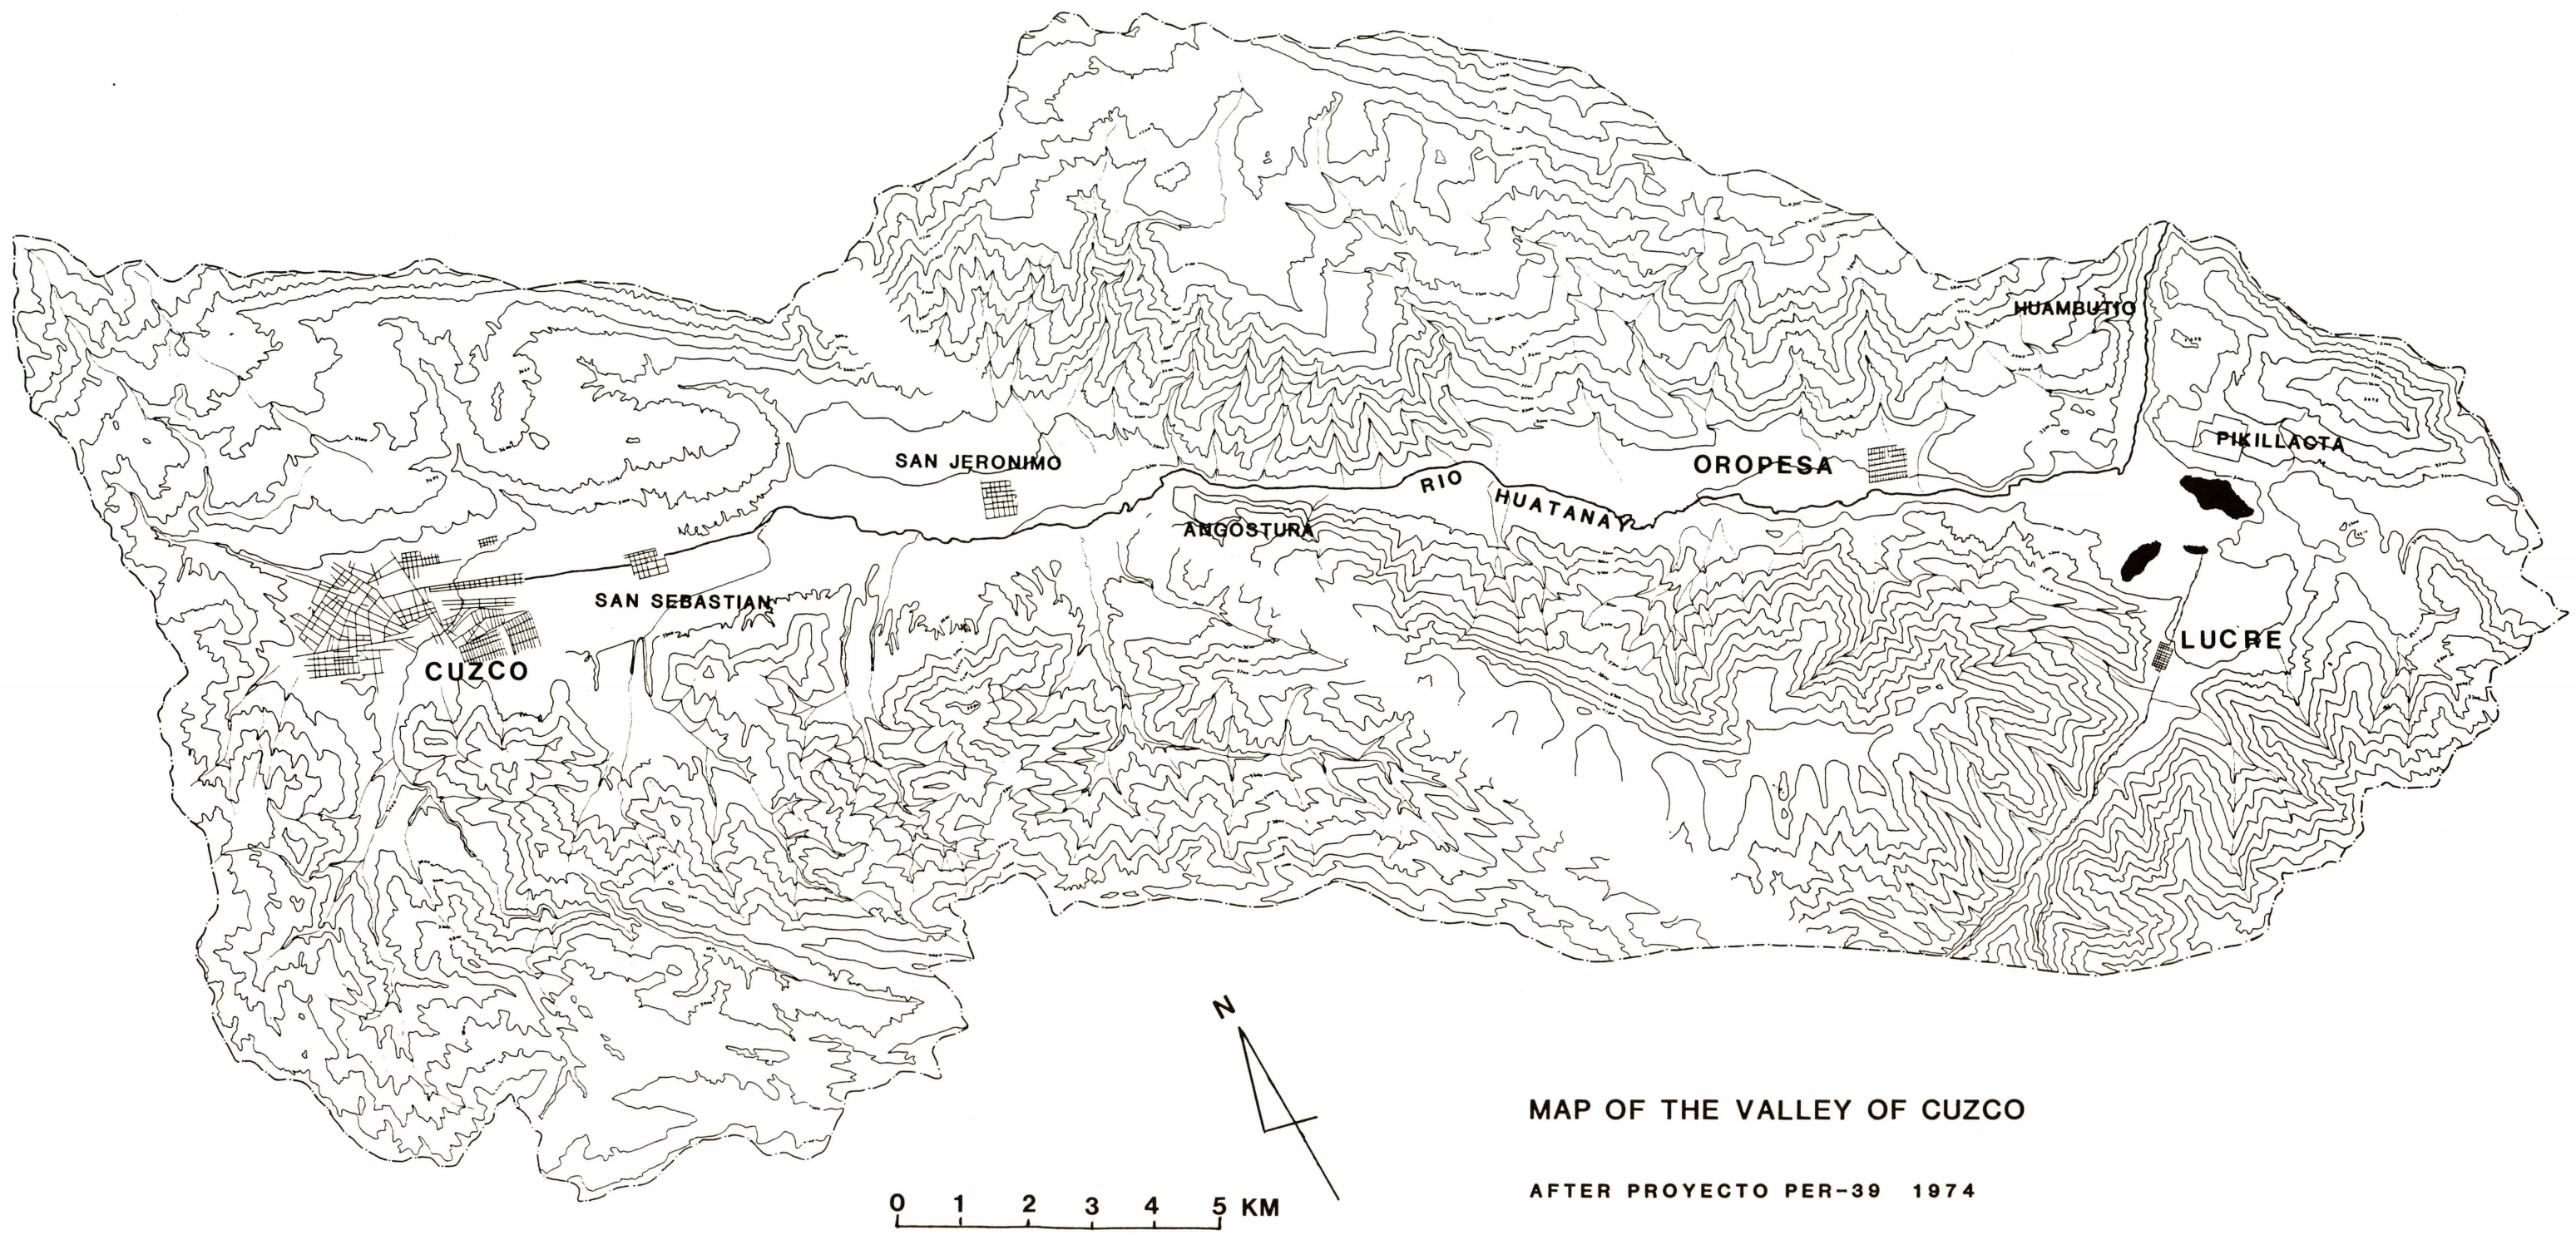 HUAMBUTIO
PIKILLACTA
SAN JERONIMO
OROPESA
RIO HUATANAY
ANGOSTURA
SAN SEBASTIAN
LUCRE
CUZCO
N
MAP OF THE VALLEY OF CUZCO
AFTER PROYECTO PER-39 1974
0 1 2 3 4 5 KM